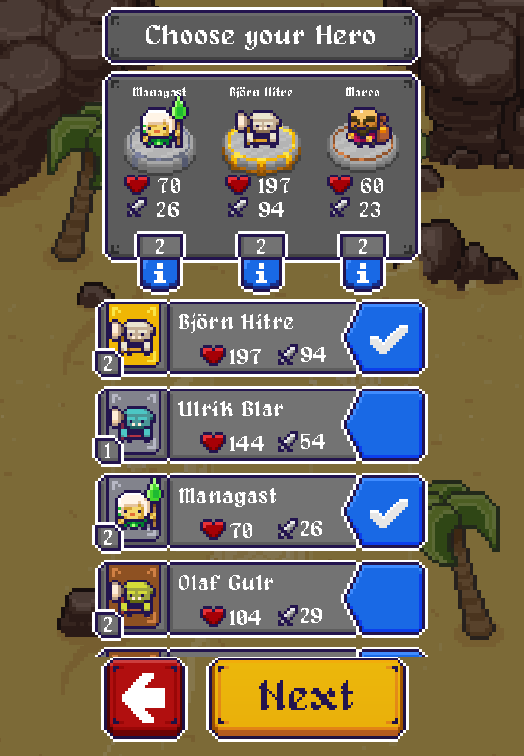 Choose your Hero
Managast Björn Hitre Marco
70 197 60
26 94 23
2 2 2
i i i
Björn Hitre
2 197 94
Ulrik Blar
1 144 54
Managast
2 70 26
Olaf Gulr
2 104 29
Next